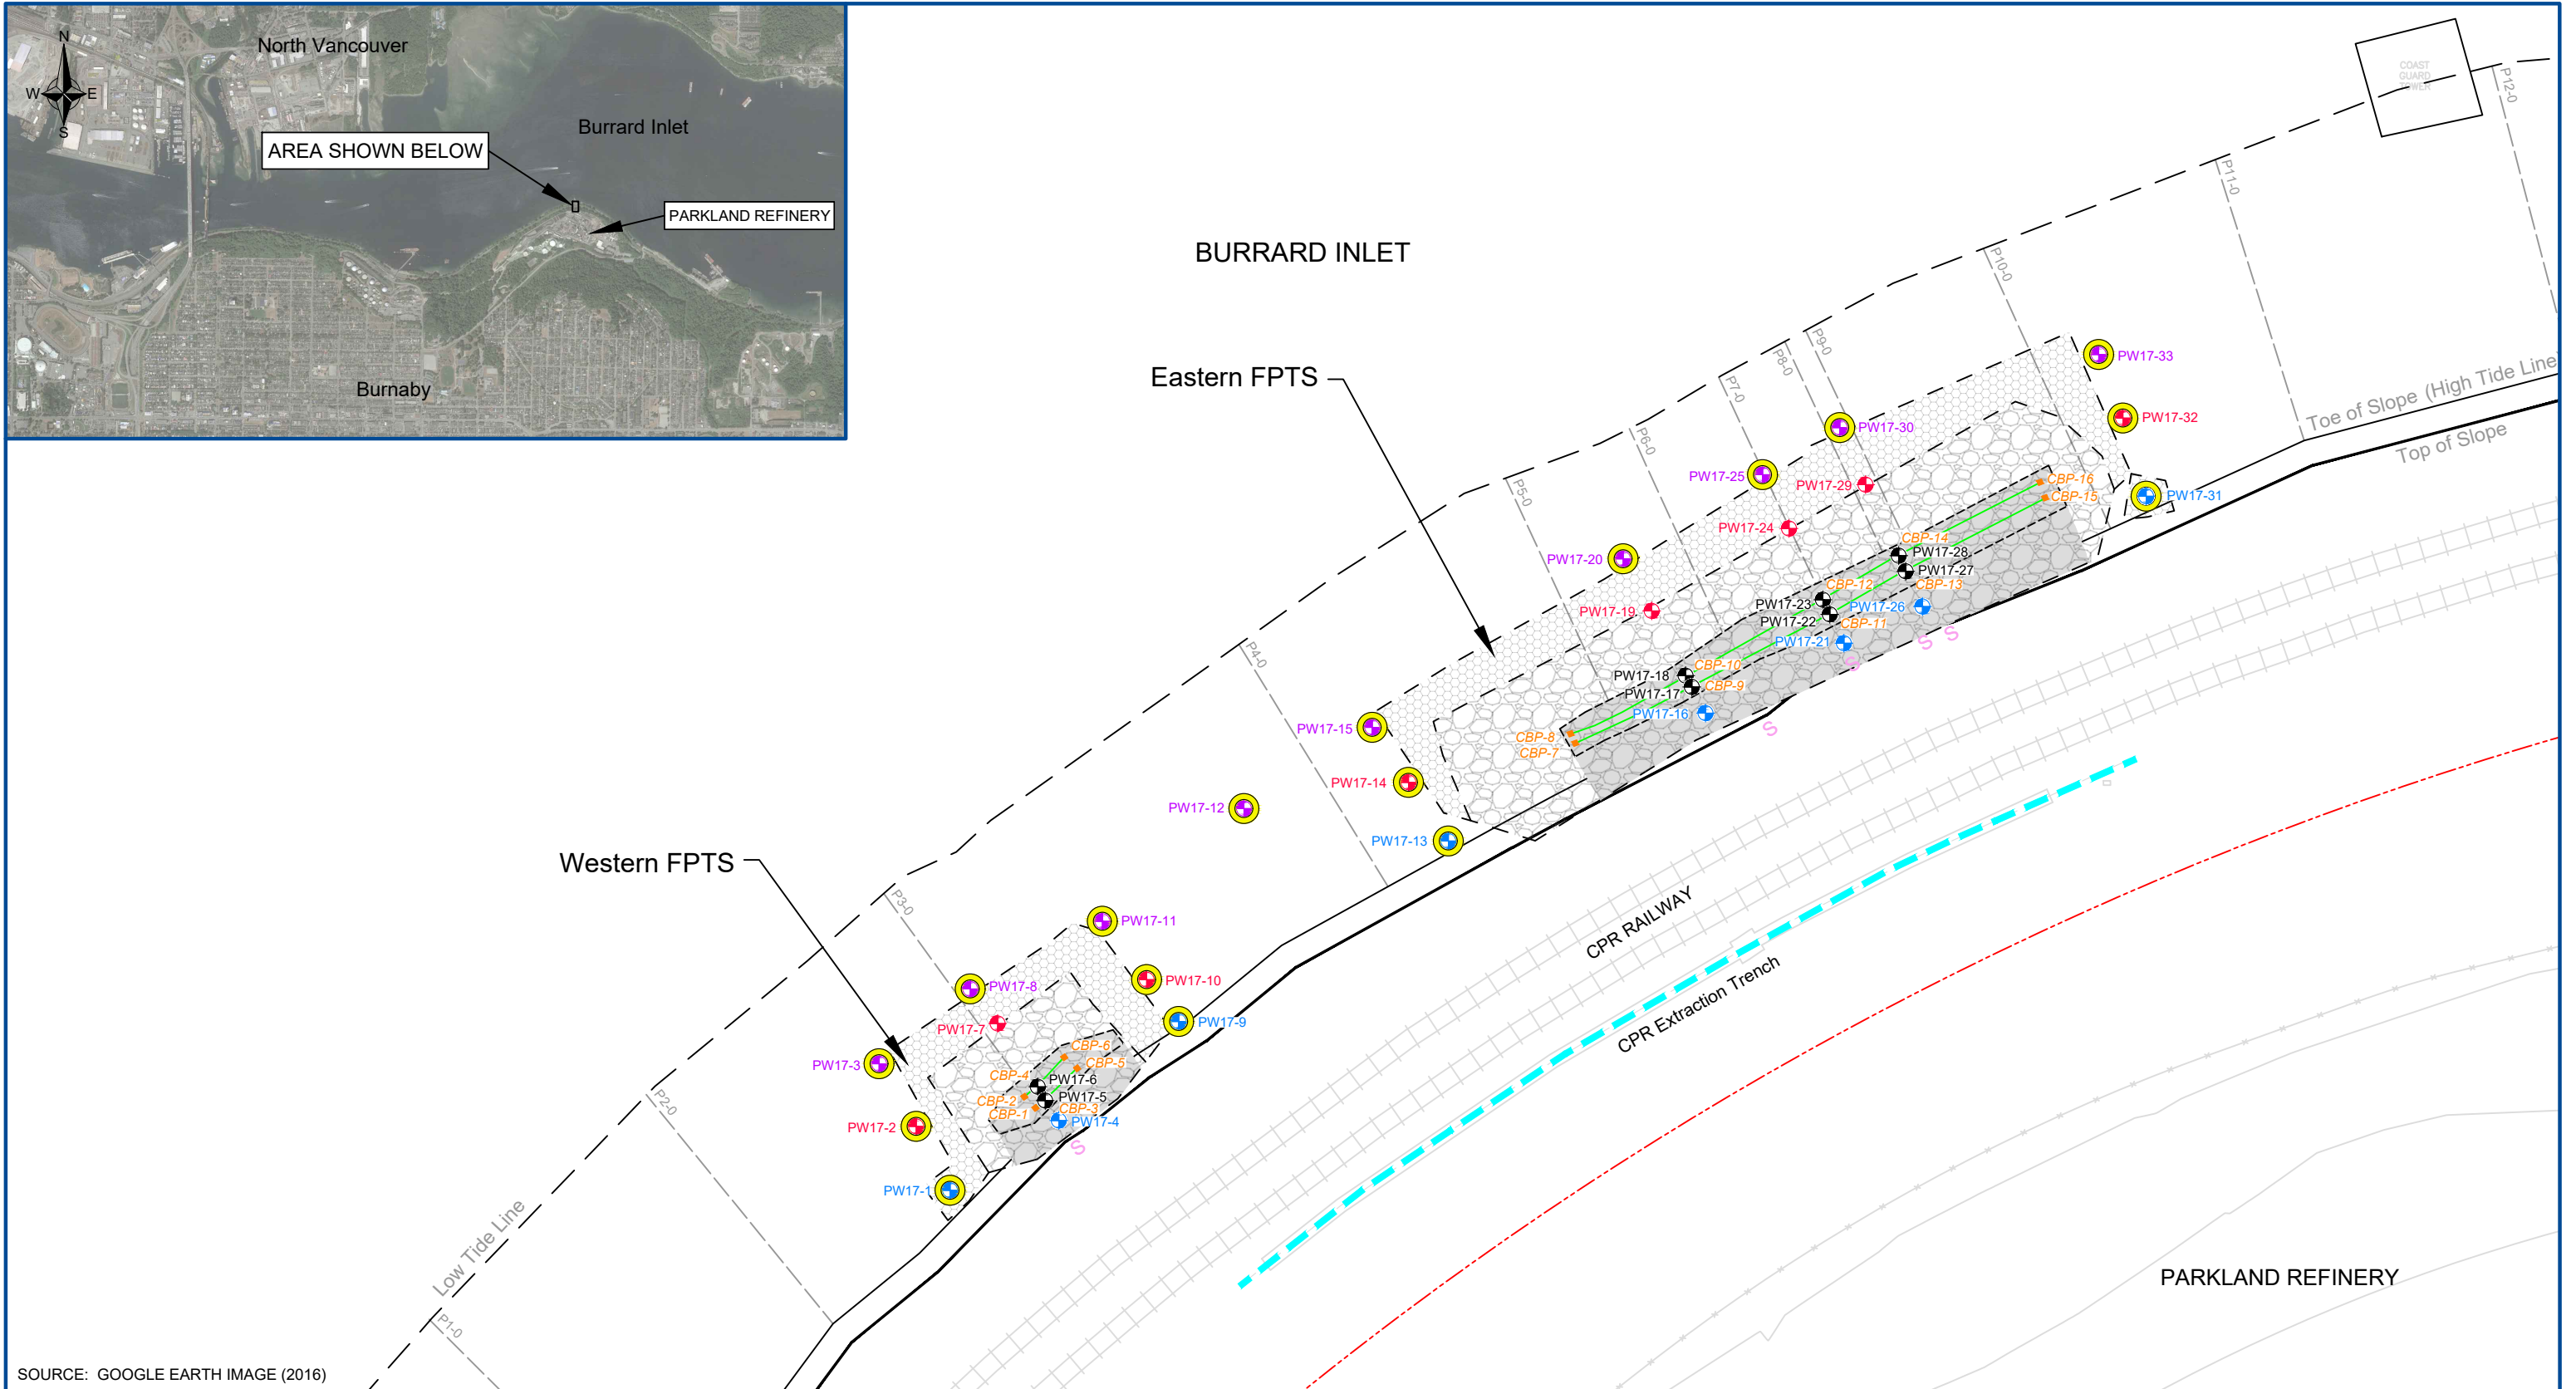 N
W
E
S
North Vancouver
Burrard Inlet
AREA SHOWN BELOW
PARKLAND REFINERY
Burnaby
COAST
GUARD
TOWER
P12-0
P11-0
P10-0
P9-0
P8-0
P7-0
P6-0
P5-0
P4-0
P3-0
P2-0
P1-0
BURRARD INLET
Eastern FPTS
PW17-33
PW17-32
PW17-31
PW17-30
PW17-25
PW17-29
PW17-24
PW17-20
PW17-19
CBP-16
CBP-15
CBP-14
PW17-28
PW17-27
CBP-13
CBP-12
PW17-23
PW17-26
PW17-22
CBP-11
PW17-21
CBP-10
PW17-18
CBP-9
PW17-17
PW17-16
CBP-8
CBP-7
PW17-15
PW17-14
PW17-13
PW17-12
S
S
S
S
Toe of Slope (High Tide Line
Top of Slope
Western FPTS
PW17-11
PW17-10
PW17-9
PW17-8
PW17-7
PW17-3
CBP-6
CBP-5
CBP-4
PW17-6
CBP-2
PW17-5
CBP-1
CBP-3
PW17-4
PW17-2
PW17-1
S
CPR RAILWAY
CPR Extraction Trench
PARKLAND REFINERY
Low Tide Line
SOURCE: GOOGLE EARTH IMAGE (2016)